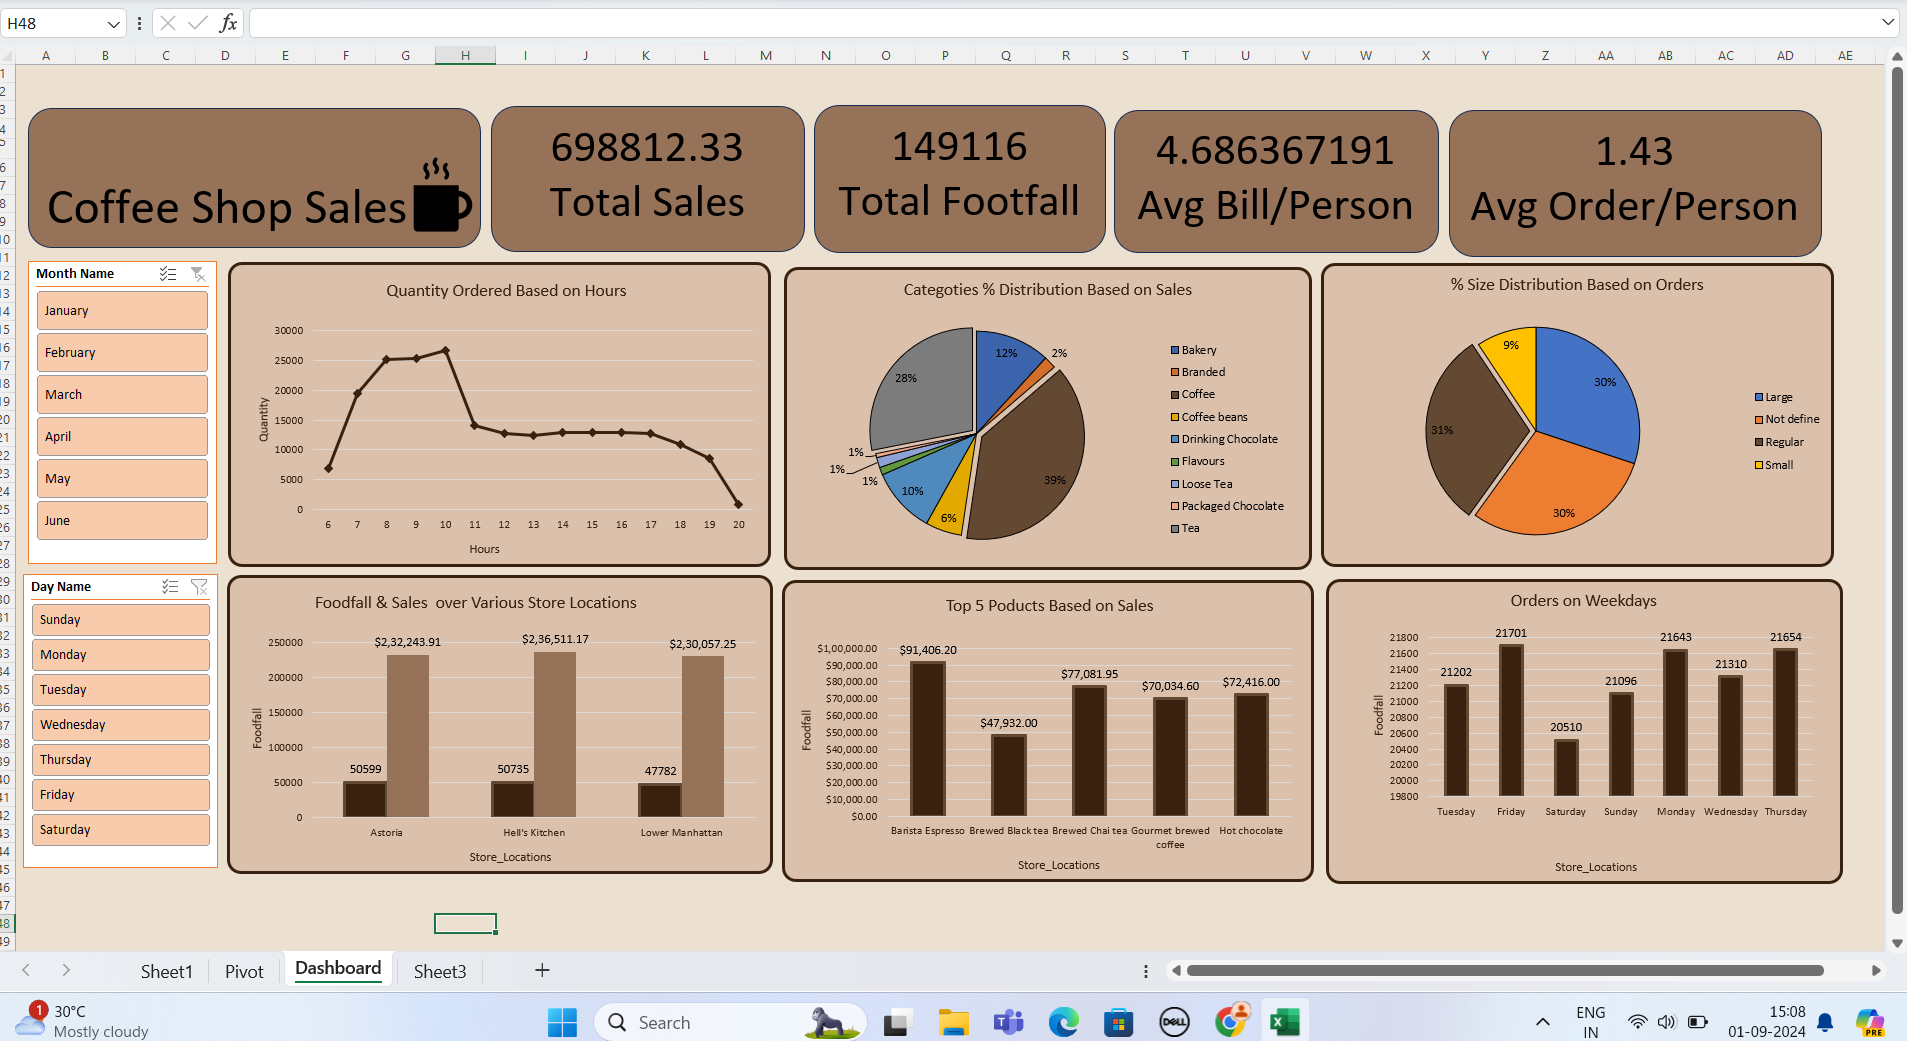 H48
fx
A B C D E F G H I J K L M N O P Q R S T U V W X Y Z AA AB AC AD AE
Coffee Shop Sales
698812.33
Total Sales
149116
Total Footfall
4.686367191
Avg Bill/Person
1.43
Avg Order/Person
Month Name
January
February
March
April
May
June
Quantity Ordered Based on Hours
Quantity
30000
25000
20000
15000
10000
5000
0
6 7 8 9 10 11 12 13 14 15 16 17 18 19 20
Hours
Categoties % Distribution Based on Sales
12%
2%
39%
6%
10%
1%
1%
1%
28%
Bakery
Branded
Coffee
Coffee beans
Drinking Chocolate
Flavours
Loose Tea
Packaged Chocolate
Tea
% Size Distribution Based on Orders
30%
30%
31%
9%
Large
Not define
Regular
Small
Day Name
Sunday
Monday
Tuesday
Wednesday
Thursday
Friday
Saturday
Foodfall & Sales over Various Store Locations
Foodfall
250000
200000
150000
100000
50000
0
$2,32,243.91
$2,36,511.17
$2,30,057.25
50599
50735
47782
Astoria Hell's Kitchen Lower Manhattan
Store_Locations
Top 5 Poducts Based on Sales
Foodfall
$1,00,000.00
$90,000.00
$80,000.00
$70,000.00
$60,000.00
$50,000.00
$40,000.00
$30,000.00
$20,000.00
$10,000.00
$0.00
$91,406.20
$47,932.00
$77,081.95
$70,034.60
$72,416.00
Barista Espresso Brewed Black tea Brewed Chai tea Gourmet brewed Hot chocolate
coffee
Store_Locations
Orders on Weekdays
Foodfall
21800
21600
21400
21200
21000
20800
20600
20400
20200
20000
19800
21202
21701
20510
21096
21643
21310
21654
Tuesday Friday Saturday Sunday Monday Wednesday Thursday
Store_Locations
Sheet1 Pivot Dashboard Sheet3
1
30°C
Mostly cloudy
Search
DELL
ENG
IN
15:08
01-09-2024
PRE